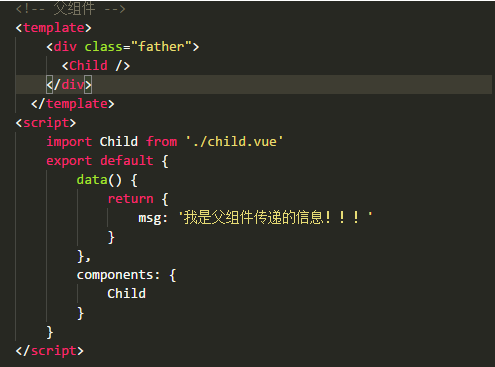 <!-- 父组件 -->
<template>
    <div class="father">
      <Child />
    </div>
  </template>
<script>
    import Child from './child.vue'
    export default {
        data() {
            return {
                msg: '我是父组件传递的信息！！！'
            }
        },
        components: {
            Child
        }
    }
</script>